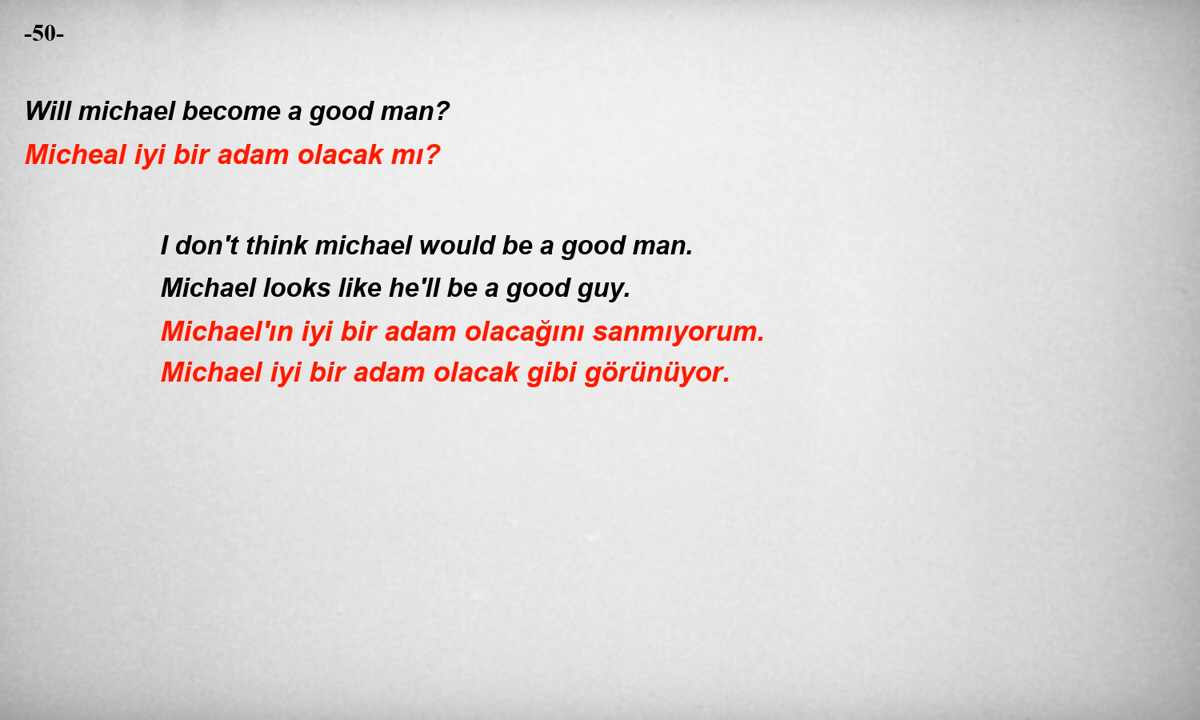 -50-
Will michael become a good man?
Micheal iyi bir adam olacak mı?
I don't think michael would be a good man.
Michael looks like he'll be a good guy.
Michael'ın iyi bir adam olacağını sanmıyorum.
Michael iyi bir adam olacak gibi görünüyor.